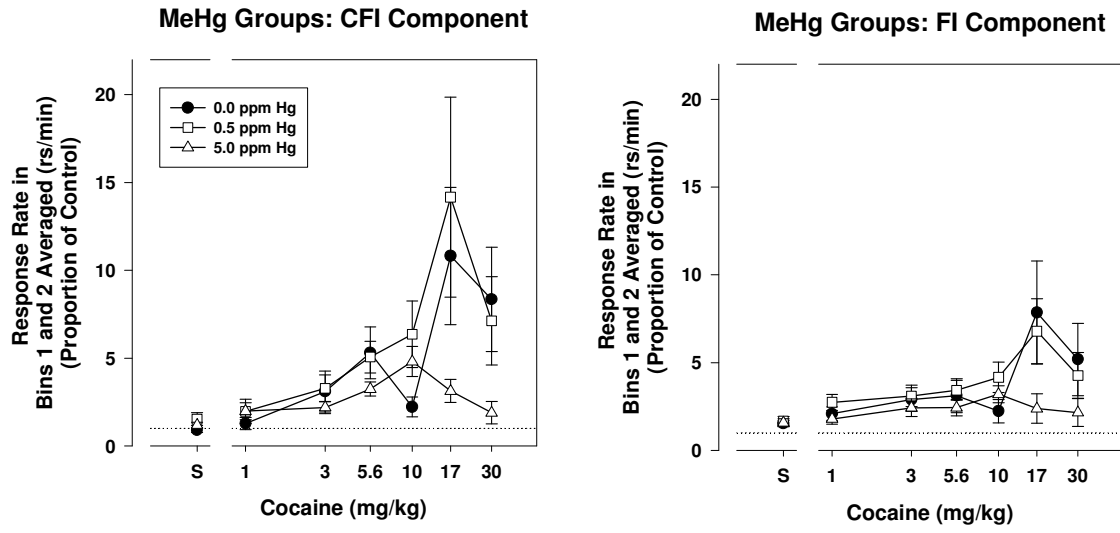 MeHg Groups: CFI Component
Response Rate in
Bins 1 and 2 Averaged (rs/min)
(Proportion of Control)
20
15
10
5
0
0.0 ppm Hg
0.5 ppm Hg
5.0 ppm Hg
S 1 3 5.6 10 17 30
Cocaine (mg/kg)
MeHg Groups: FI Component
Response Rate in
Bins 1 and 2 Averaged (rs/min)
(Proportion of Control)
20
15
10
5
0
S 1 3 5.6 10 17 30
Cocaine (mg/kg)